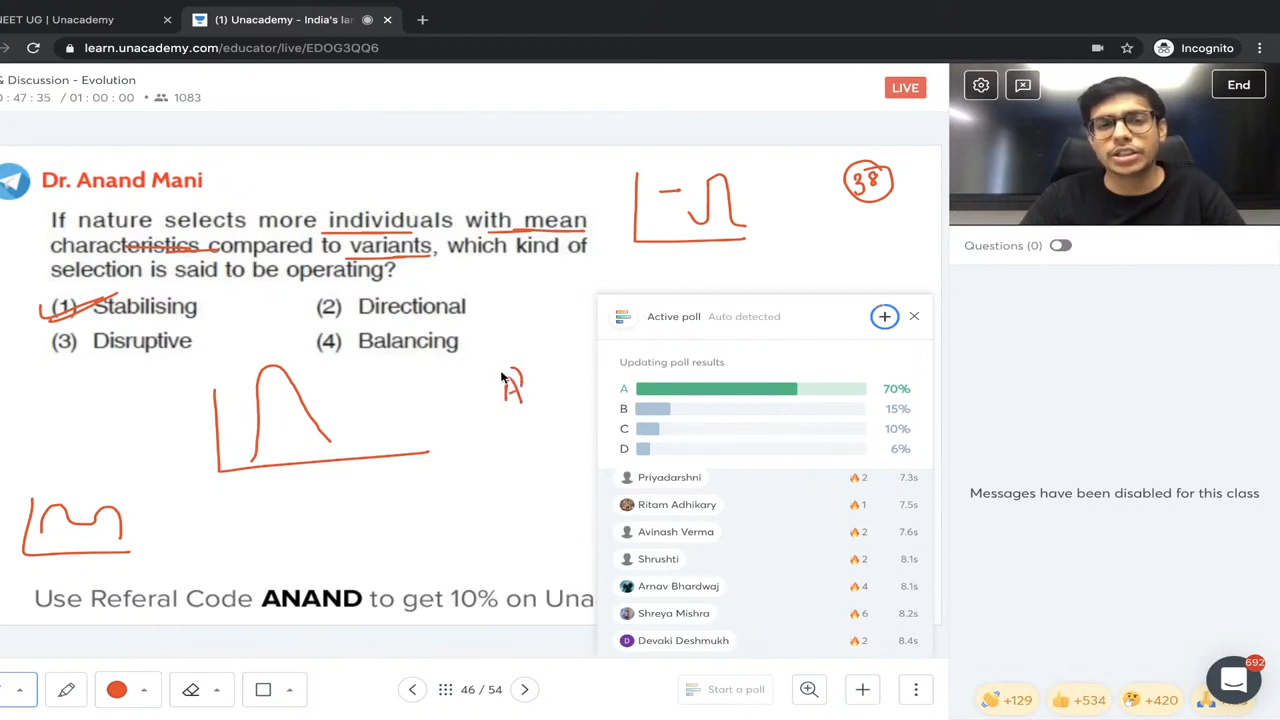 NEET UG | Unacademy
(1) Unacademy - India's lar
learn.unacademy.com/educator/live/EDOG3QQ6
Incognito
& Discussion - Evolution
0 : 47 : 35 / 01 : 00 : 00 • 1083
LIVE
End
Dr. Anand Mani
38
If nature selects more individuals with mean
characteristics compared to variants, which kind of
selection is said to be operating?
(1) Stabilising
(2) Directional
(3) Disruptive
(4) Balancing
A
Use Referal Code ANAND to get 10% on Una
Active poll Auto detected
Updating poll results
A 70%
B 15%
C 10%
D 6%
Priyadarshni 2 7.3s
Ritam Adhikary 1 7.5s
Avinash Verma 2 7.6s
Shrushti 2 8.1s
Arnav Bhardwaj 4 8.1s
Shreya Mishra 6 8.2s
D Devaki Deshmukh 2 8.4s
Questions (0)
Messages have been disabled for this class
46 / 54
Start a poll
692
+129
+534
+420